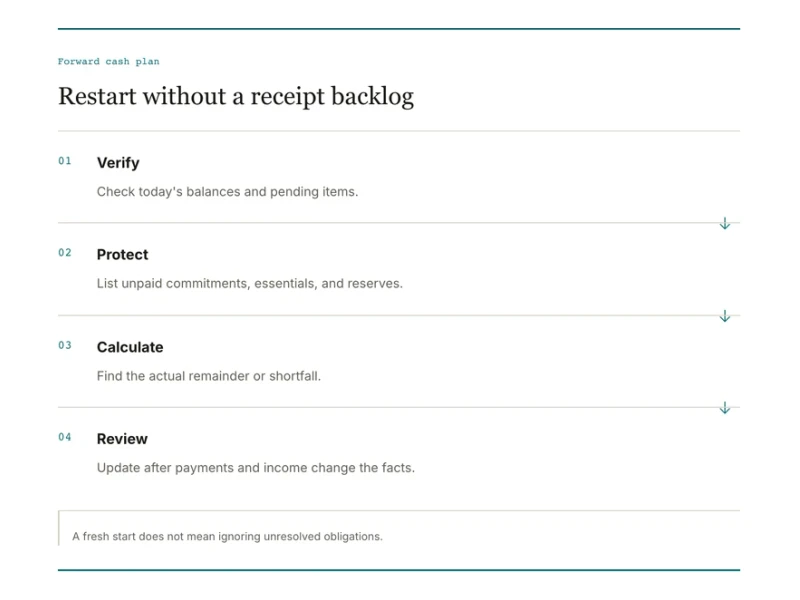 Forward cash plan
Restart without a receipt backlog
01
Verify
Check today's balances and pending items.
02
Protect
List unpaid commitments, essentials, and reserves.
03
Calculate
Find the actual remainder or shortfall.
04
Review
Update after payments and income change the facts.
A fresh start does not mean ignoring unresolved obligations.